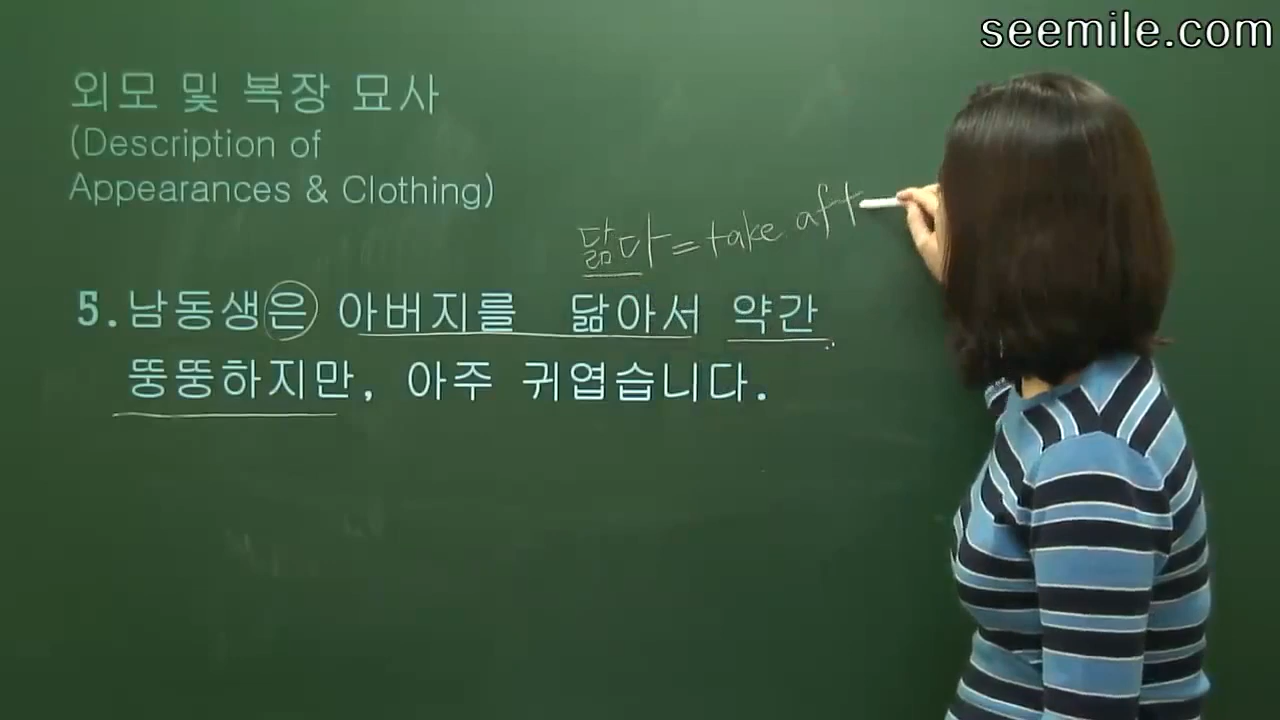 seemile.com
외모 및 복장 묘사
(Description of
Appearances & Clothing)
닮다 = take aft
5. 남동생은 아버지를 닮아서 약간
뚱뚱하지만, 아주 귀엽습니다.